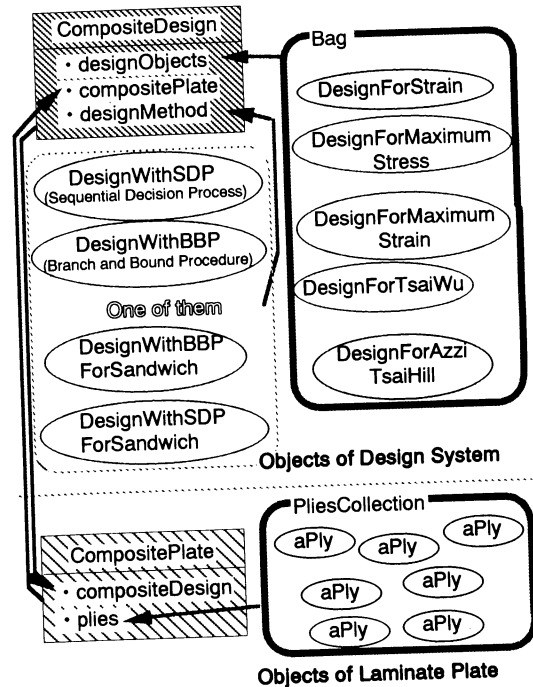 CompositeDesign
• designObjects
• compositePlate
• designMethod
Bag
DesignForStrain
DesignForMaximum
Stress
DesignForMaximum
Strain
DesignForTsaiWu
DesignForAzzi
TsaiHill
DesignWithSDP
(Sequential Decision Process)
DesignWithBBP
(Branch and Bound Procedure)
One of them
DesignWithBBP
ForSandwich
DesignWithSDP
ForSandwich
Objects of Design System
CompositePlate
• compositeDesign
• plies
PliesCollection
aPly
aPly
aPly
aPly
aPly
aPly
aPly
Objects of Laminate Plate